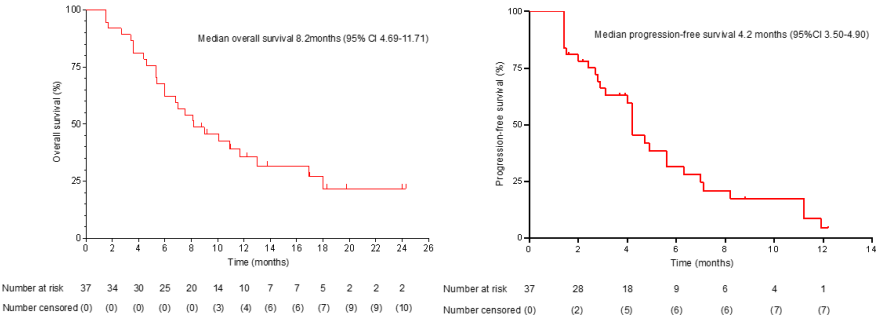 Median overall survival 8.2months (95% CI 4.69-11.71)
Overall survival (%)
100
75
50
25
0
0 2 4 6 8 10 12 14 16 18 20 22 24 26
Time (months)
Number at risk 37 34 30 25 20 14 10 7 7 5 2 2 2
Number censored (0) (0) (0) (0) (0) (3) (4) (6) (6) (7) (9) (9) (10)
Median progression-free survival 4.2 months (95%CI 3.50-4.90)
Progression-free survival (%)
100
75
50
25
0
0 2 4 6 8 10 12 14
Time (months)
Number at risk 37 28 18 9 6 4 1
Number censored (0) (2) (5) (6) (6) (7) (7)